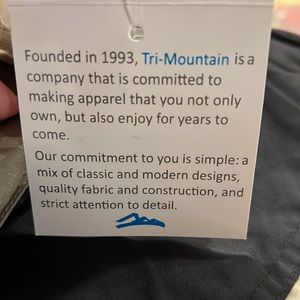 Founded in 1993, Tri-Mountain is a
company that is committed to
making apparel that you not only
own, but also enjoy for years to
come.
Our commitment to you is simple: a
mix of classic and modern designs,
quality fabric and construction, and
strict attention to detail.